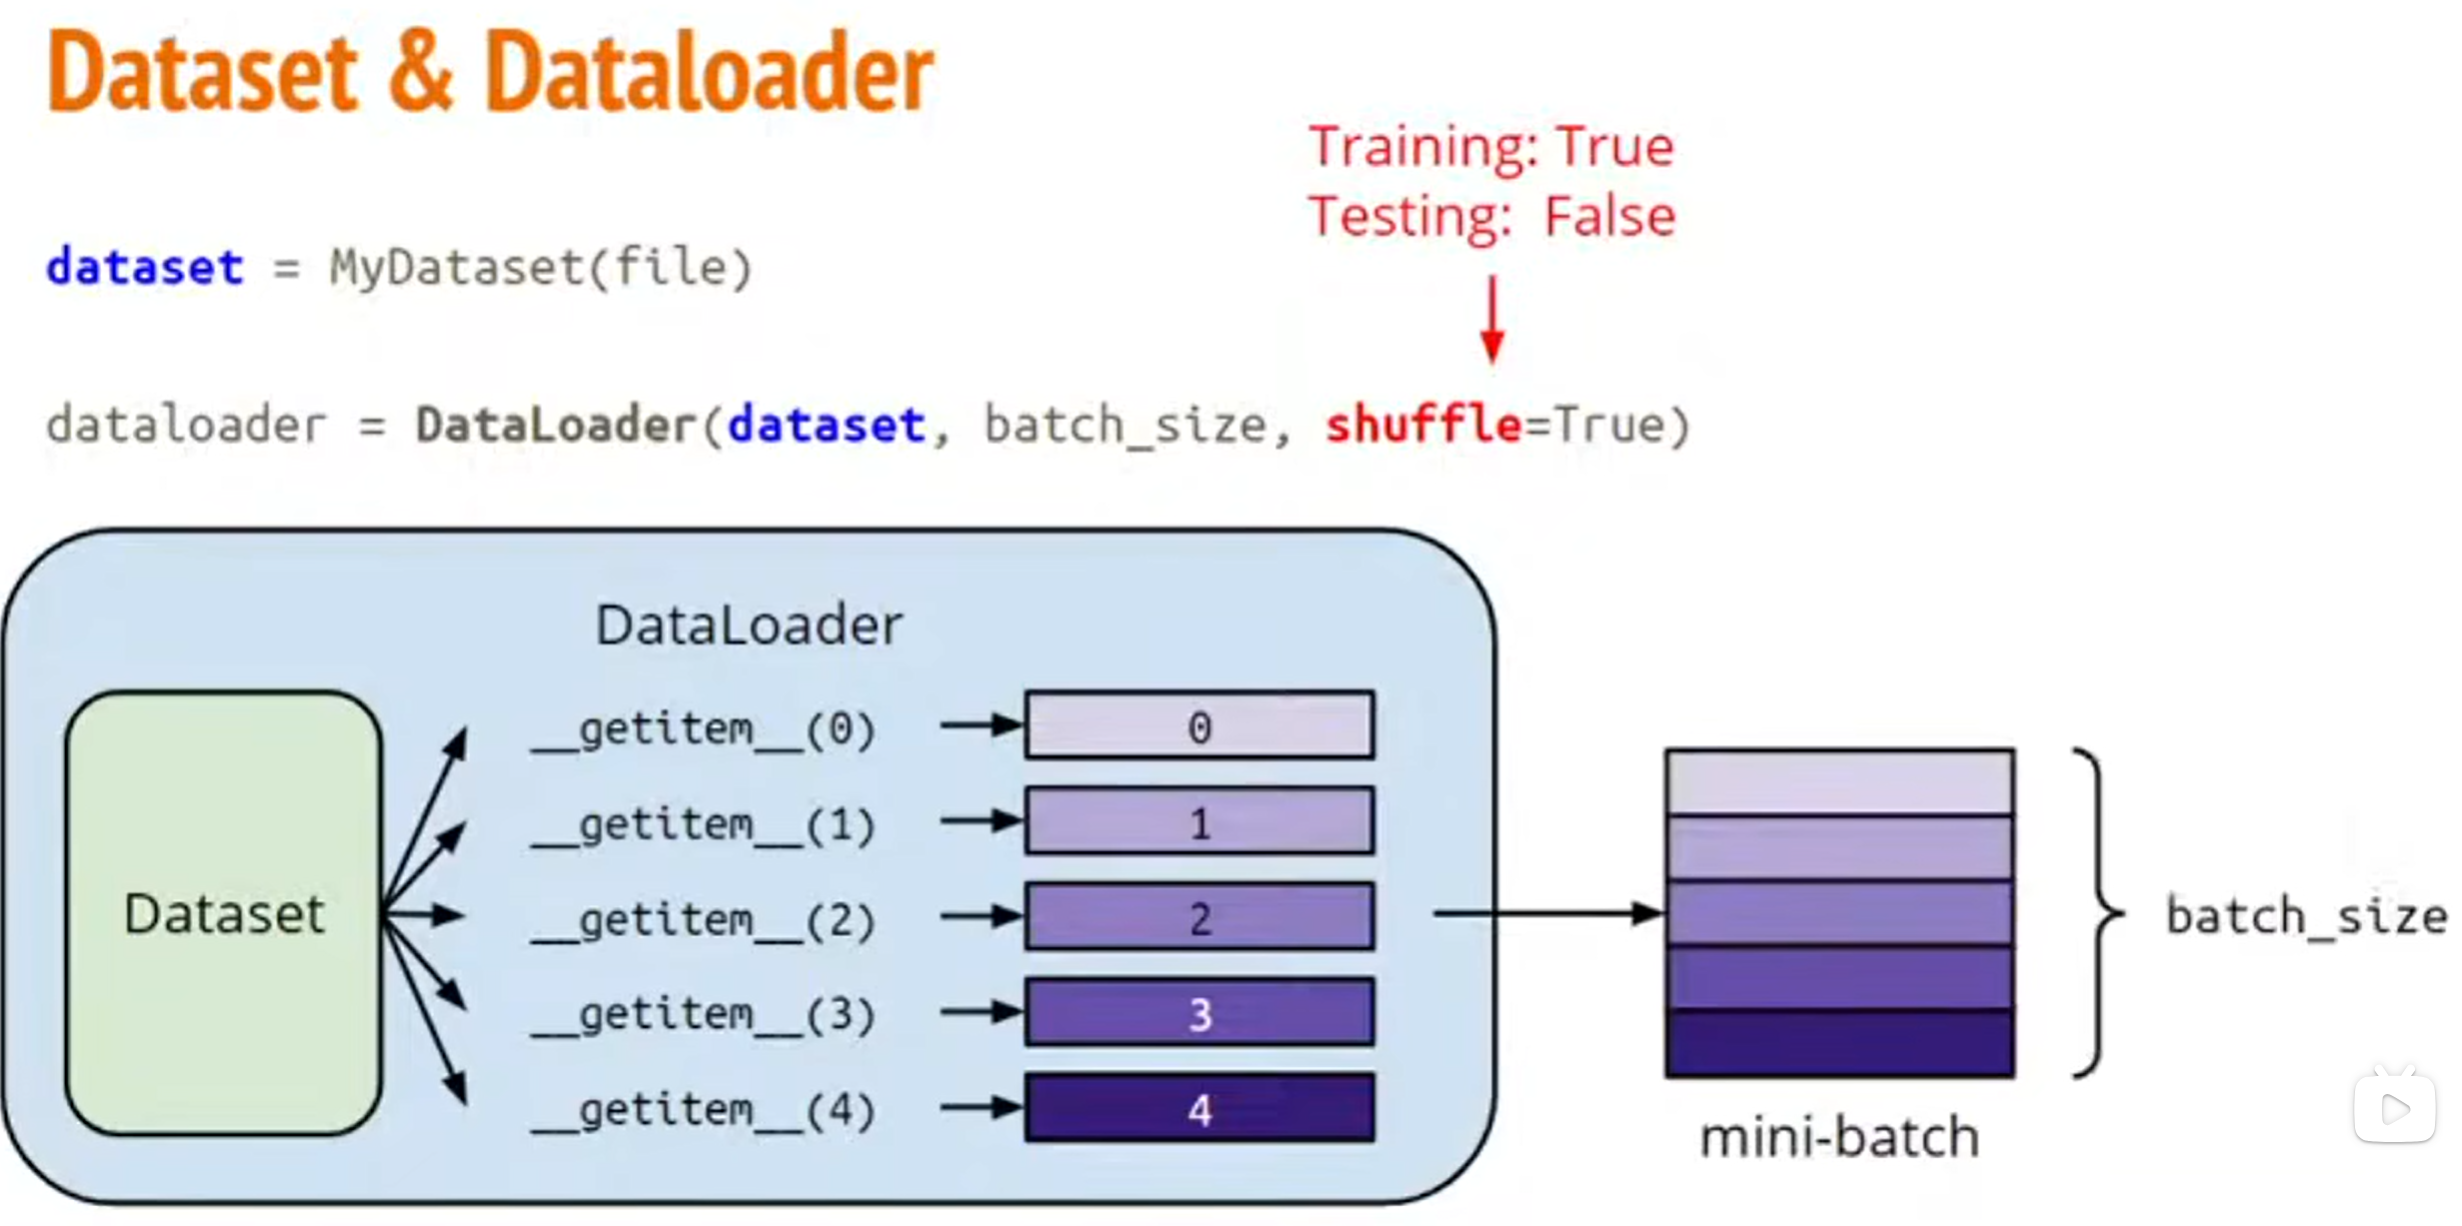 Dataset & Dataloader
Training: True
Testing: False
dataset = MyDataset(file)
dataloader = DataLoader(dataset, batch_size, shuffle=True)
DataLoader
Dataset
__getitem__(0)
0
__getitem__(1)
1
__getitem__(2)
2
__getitem__(3)
3
__getitem__(4)
4
mini-batch
batch_size